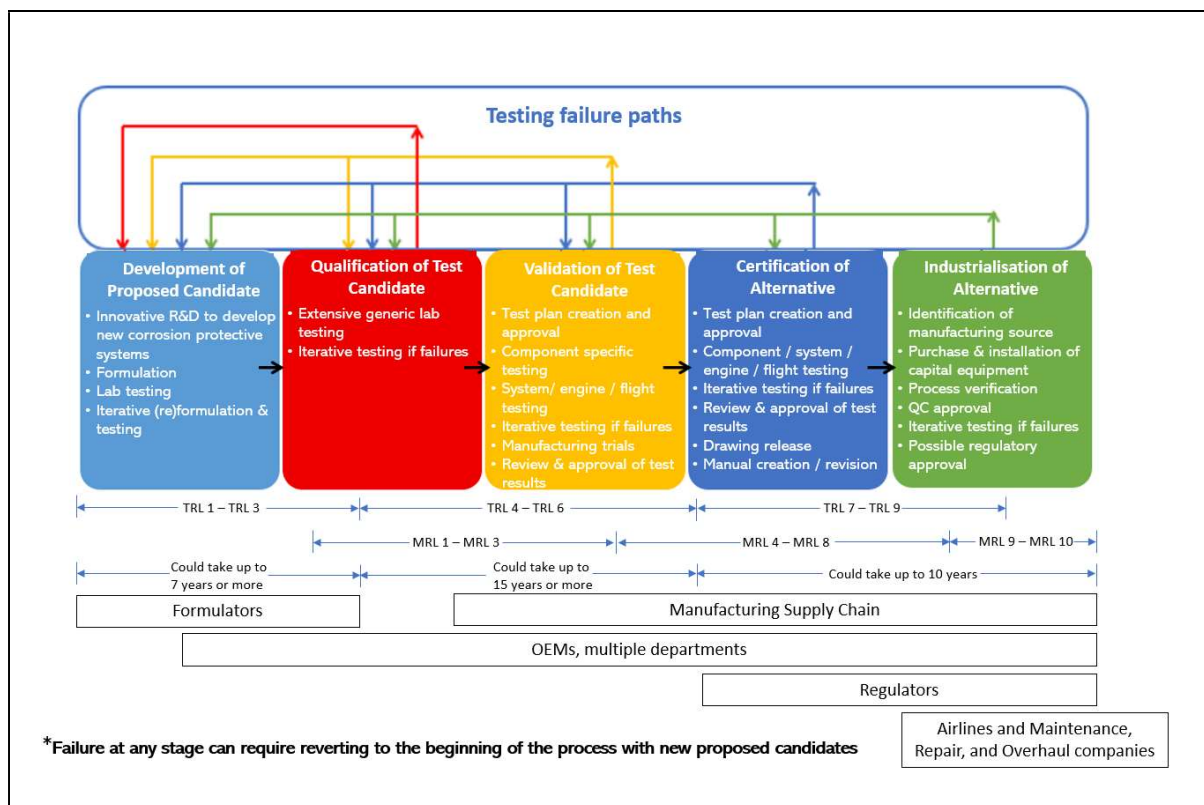 Testing failure paths
Development of
Proposed Candidate
• Innovative R&D to develop
new corrosion protective
systems
• Formulation
• Lab testing
• Iterative (re)formulation &
testing
Qualification of Test
Candidate
• Extensive generic lab
testing
• Iterative testing if failures
Validation of Test
Candidate
• Test plan creation and
approval
• Component specific
testing
• System/ engine / flight
testing
• Iterative testing if failures
• Manufacturing trials
• Review & approval of test
results
Certification of
Alternative
• Test plan creation and
approval
• Component / system /
engine / flight testing
• Iterative testing if failures
• Review & approval of test
results
• Drawing release
• Manual creation / revision
Industrialisation of
Alternative
• Identification of
manufacturing source
• Purchase & installation of
capital equipment
• Process verification
• QC approval
• Iterative testing if failures
• Possible regulatory
approval
TRL 1 – TRL 3
TRL 4 – TRL 6
TRL 7 – TRL 9
MRL 1 – MRL 3
MRL 4 – MRL 8
MRL 9 – MRL 10
Could take up to
7 years or more
Could take up to
15 years or more
Could take up to 10 years
Formulators
Manufacturing Supply Chain
OEMs, multiple departments
Regulators
Airlines and Maintenance,
Repair, and Overhaul companies
*Failure at any stage can require reverting to the beginning of the process with new proposed candidates